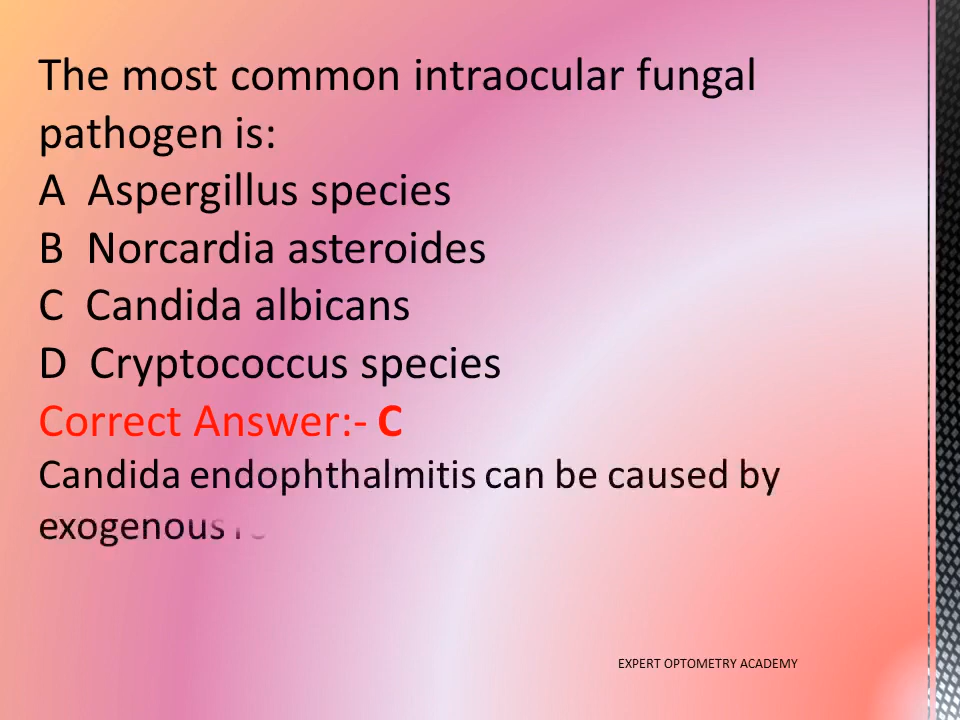 The most common intraocular fungal
pathogen is:
A Aspergillus species
B Norcardia asteroides
C Candida albicans
D Cryptococcus species
Correct Answer:- C
Candida endophthalmitis can be caused by
exogenous
EXPERT OPTOMETRY ACADEMY